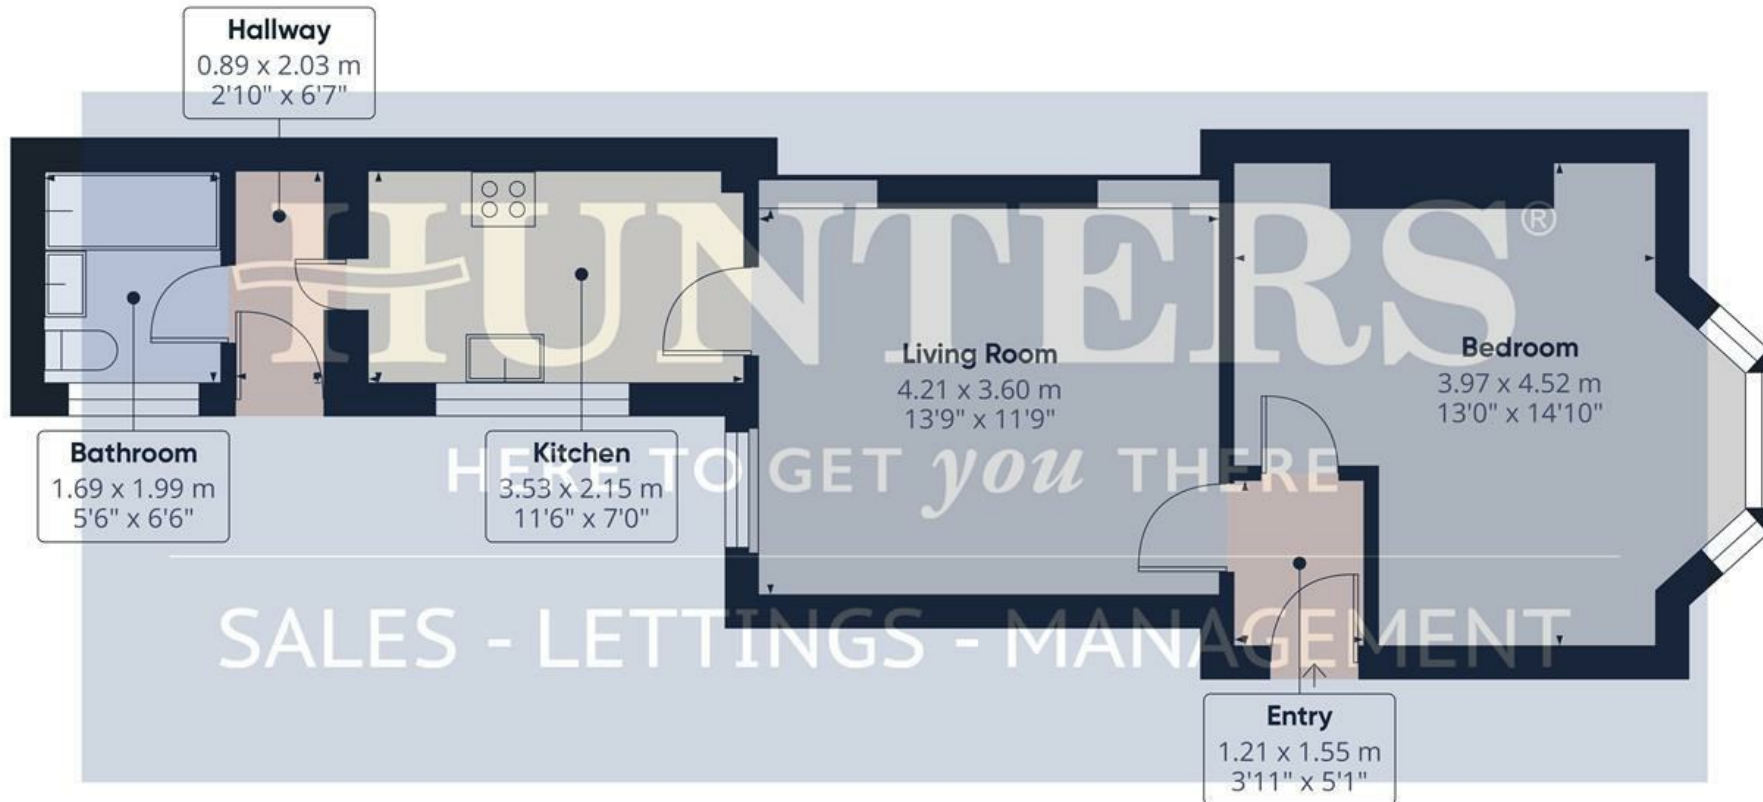 Hallway
0.89 x 2.03 m
2'10" x 6'7"
HUNTERS®
Living Room
4.21 x 3.60 m
13'9" x 11'9"
Bedroom
3.97 x 4.52 m
13'0" x 14'10"
Bathroom
1.69 x 1.99 m
5'6" x 6'6"
Kitchen
3.53 x 2.15 m
11'6" x 7'0"
HERE TO GET you THERE
SALES - LETTINGS - MANAGEMENT
Entry
1.21 x 1.55 m
3'11" x 5'1"